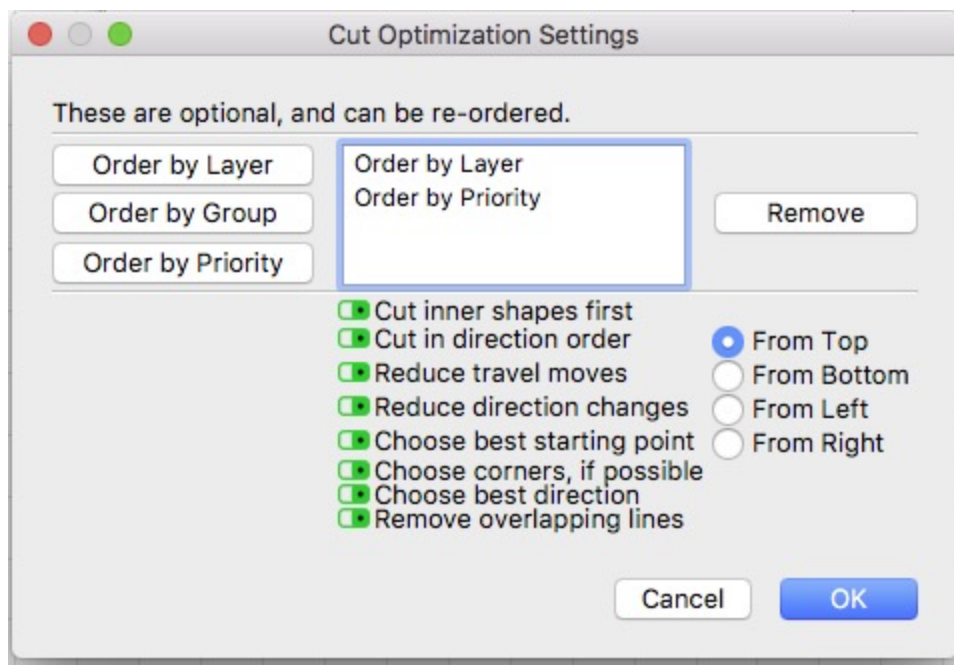 Cut Optimization Settings
These are optional, and can be re-ordered.
Order by Layer
Order by Group
Order by Priority
Order by Layer
Order by Priority
Remove
Cut inner shapes first
Cut in direction order
Reduce travel moves
Reduce direction changes
Choose best starting point
Choose corners, if possible
Choose best direction
Remove overlapping lines
From Top
From Bottom
From Left
From Right
Cancel
OK